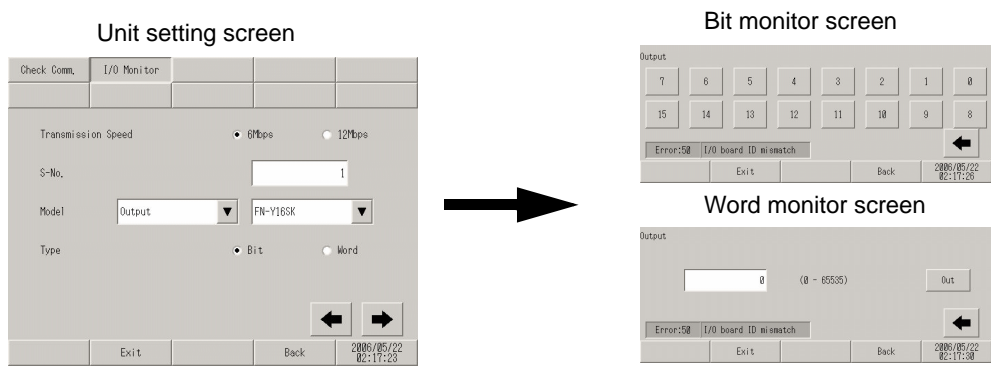 Unit setting screen
Check Comm. I/O Monitor
Transmission Speed 6Mbps 12Mbps
S-No. 1
Model Output FN-Y16SK
Type Bit Word
Exit Back 2006/05/22
02:17:23
Bit monitor screen
Output
7 6 5 4 3 2 1 0
15 14 13 12 11 10 9 8
Error:50 I/O board ID mismatch
Exit Back 2006/05/22
02:17:26
Word monitor screen
Output
0 (0 - 65535) Out
Error:50 I/O board ID mismatch
Exit Back 2006/05/22
02:17:30